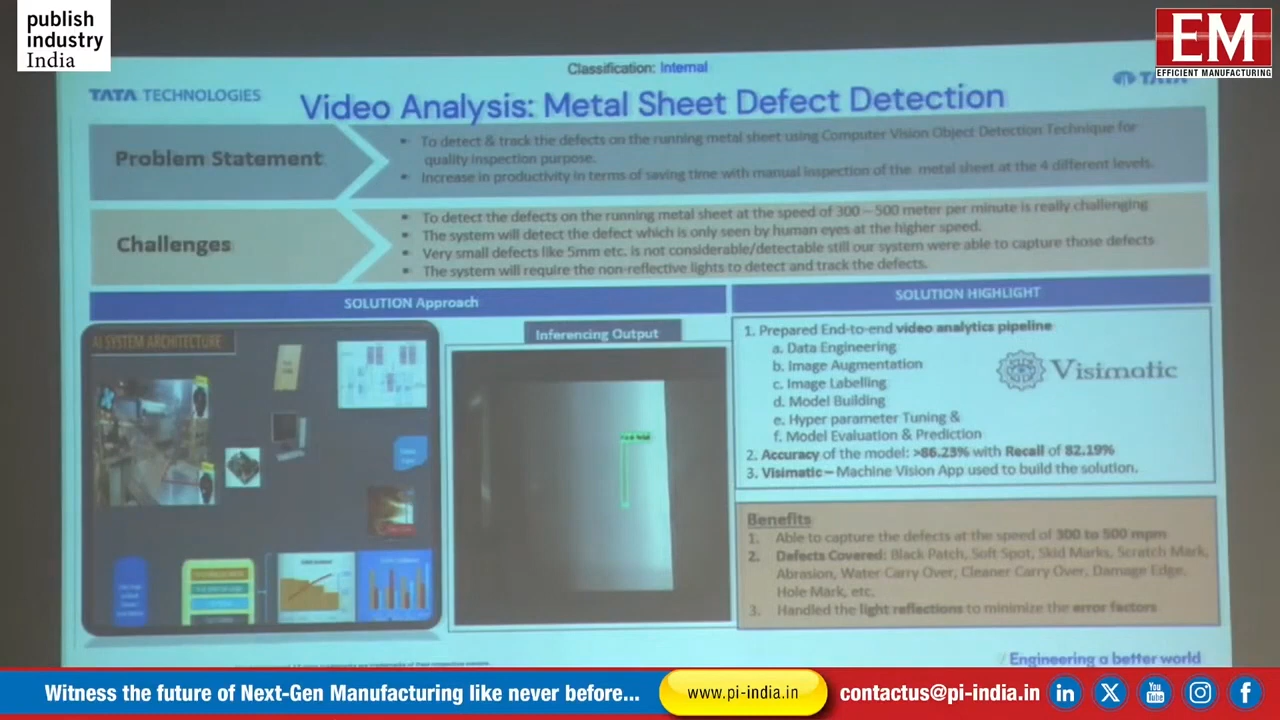 publish
industry
India
EM
EFFICIENT MANUFACTURING
Classification: Internal
TATA TECHNOLOGIES
TATA
Video Analysis: Metal Sheet Defect Detection
Problem Statement
▪ To detect & track the defects on the running metal sheet using Computer Vision Object Detection Technique for
quality inspection purpose.
▪ Increase in productivity in terms of saving time with manual inspection of the metal sheet at the 4 different levels.
Challenges
▪ To detect the defects on the running metal sheet at the speed of 300 – 500 meter per minute is really challenging
▪ The system will detect the defect which is only seen by human eyes at the higher speed.
▪ Very small defects like 5mm etc. is not considerable/detectable still our system were able to capture those defects
▪ The system will require the non-reflective lights to detect and track the defects.
SOLUTION Approach
AI SYSTEM ARCHITECTURE
Inferencing Output
SOLUTION HIGHLIGHT
1. Prepared End-to-end video analytics pipeline
a. Data Engineering
b. Image Augmentation
c. Image Labelling
d. Model Building
e. Hyper parameter Tuning &
f. Model Evaluation & Prediction
Visimatic
2. Accuracy of the model: >86.23% with Recall of 82.19%
3. Visimatic – Machine Vision App used to build the solution.
Benefits
1. Able to capture the defects at the speed of 300 to 500 mpm
2. Defects Covered: Black Patch, Soft Spot, Skid Marks, Scratch Mark,
Abrasion, Water Carry Over, Cleaner Carry Over, Damage Edge,
Hole Mark, etc.
3. Handled the light reflections to minimize the error factors
trademarks are trademarks of their respective owners.
Engineering a better world
Witness the future of Next-Gen Manufacturing like never before...
www.pi-india.in
contactus@pi-india.in